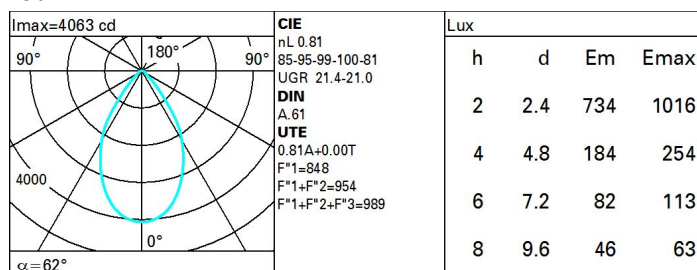 Imax=4063 cd
90° 180° 90°
4000
0°
α=62°
CIE
nL 0.81
85-95-99-100-81
UGR 21.4-21.0
DIN
A.61
UTE
0.81A+0.00T
F"1=848
F"1+F"2=954
F"1+F"2+F"3=989
Lux
h d Em Emax
2 2.4 734 1016
4 4.8 184 254
6 7.2 82 113
8 9.6 46 63